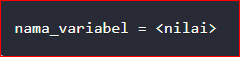 nama_variabel = <nilai>